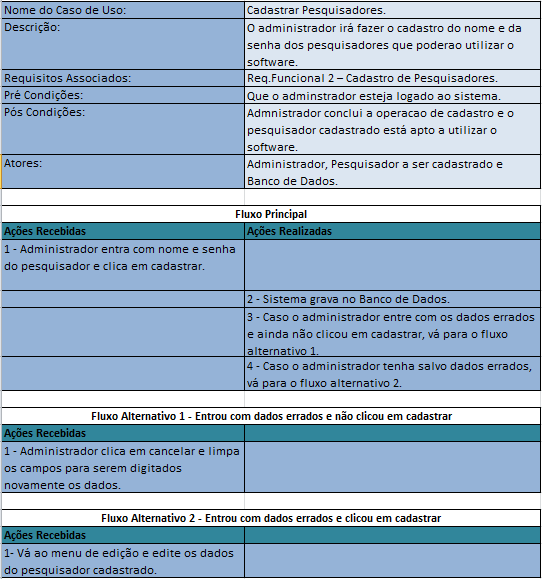 Nome do Caso de Uso: Cadastrar Pesquisadores.
Descrição: O administrador irá fazer o cadastro do nome e da
senha dos pesquisadores que poderao utilizar o
software.
Requisitos Associados: Req.Funcional 2 – Cadastro de Pesquisadores.
Pré Condições: Que o adminstrador esteja logado ao sistema.
Pós Condições: Admnistrador conclui a operacao de cadastro e o
pesquisador cadastrado está apto a utilizar o
software.
Atores: Administrador, Pesquisador a ser cadastrado e
Banco de Dados.
Fluxo Principal
Ações Recebidas Ações Realizadas
1 - Administrador entra com nome e senha
do pesquisador e clica em cadastrar.
2 - Sistema grava no Banco de Dados.
3 - Caso o administrador entre com os dados errados
e ainda não clicou em cadastrar, vá para o fluxo
alternativo 1.
4 - Caso o administrador tenha salvo dados errados,
vá para o fluxo alternativo 2.
Fluxo Alternativo 1 - Entrou com dados errados e não clicou em cadastrar
Ações Recebidas
1 - Administrador clica em cancelar e limpa
os campos para serem digitados
novamente os dados.
Fluxo Alternativo 2 - Entrou com dados errados e clicou em cadastrar
Ações Recebidas
1- Vá ao menu de edição e edite os dados
do pesquisador cadastrado.